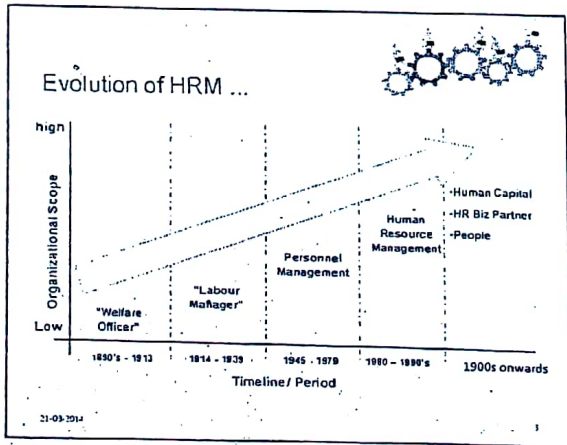 Evolution of HRM ...
high
Organizational Scope
Low
"Welfare
Officer"
"Labour
Manager"
Personnel
Management
Human
Resource
Management
-Human Capital
-HR Biz Partner
-People
1890's - 1913
1914 - 1939
1945 - 1979
1980 – 1990's
1900s onwards
Timeline/ Period
21-03-2014